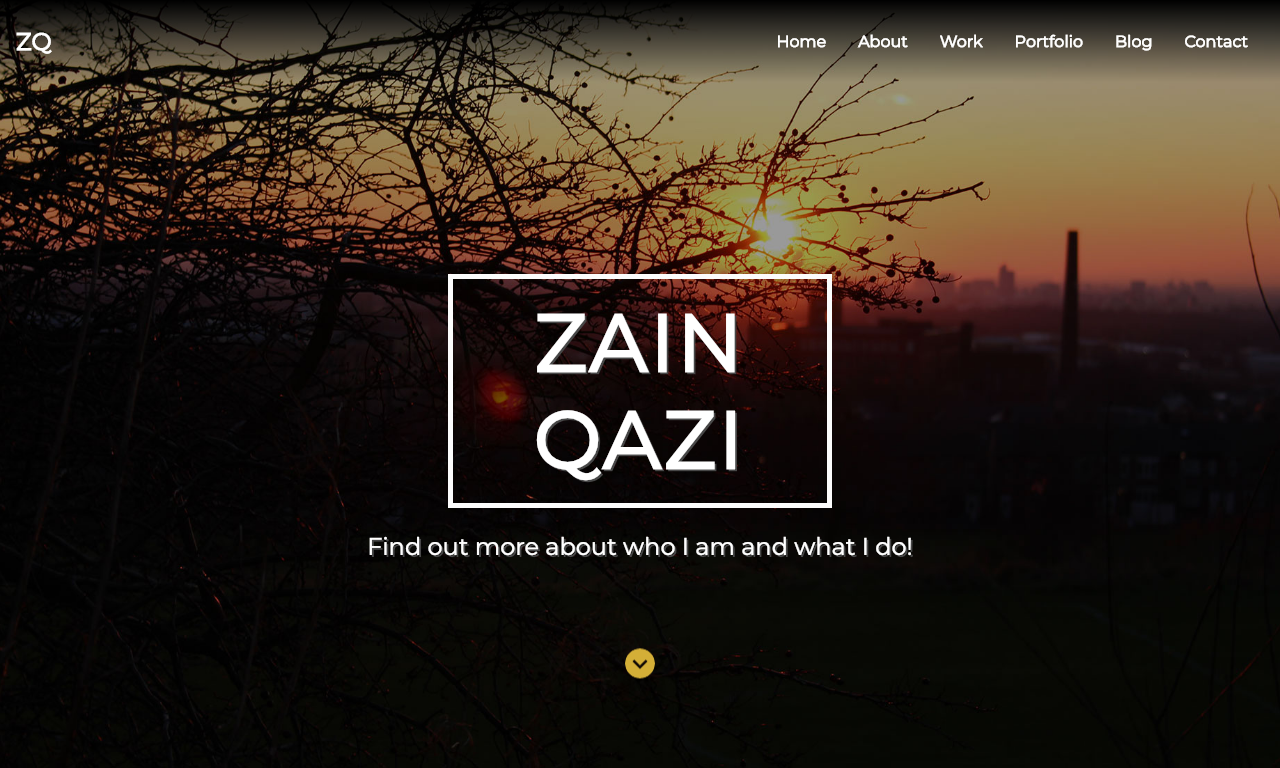 ZQ
Home About Work Portfolio Blog Contact
ZAIN
QAZI
Find out more about who I am and what I do!